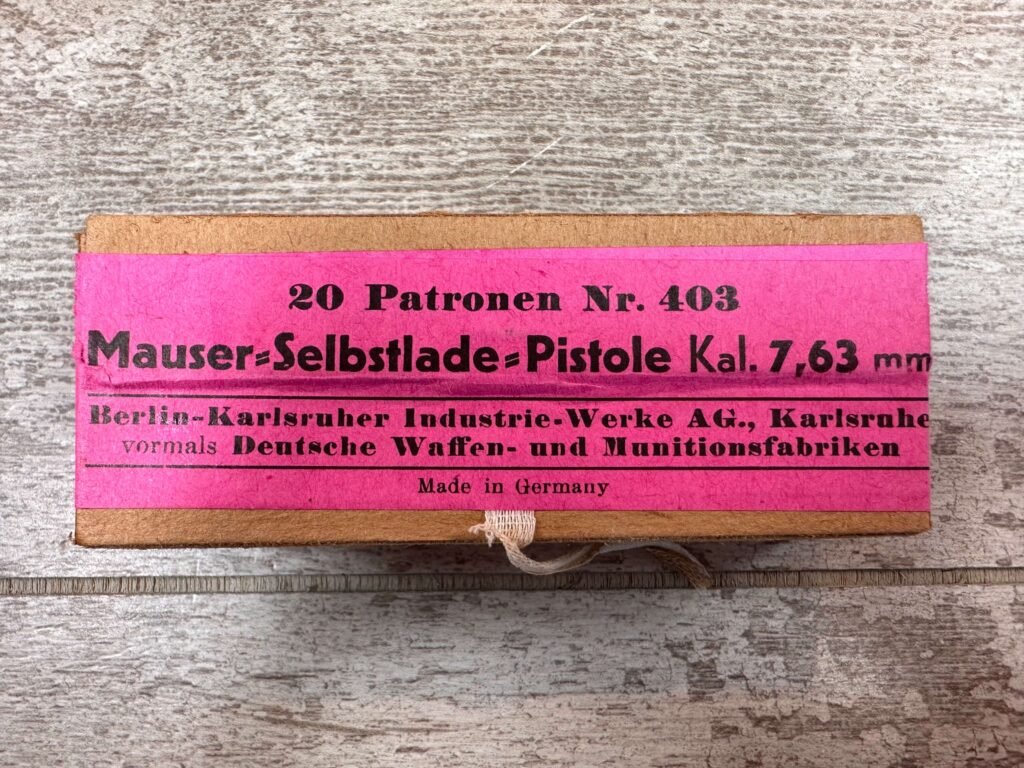 20 Patronen Nr. 403
Mauser=Selbstlade=Pistole Kal. 7,63 mm
Berlin-Karlsruher Industrie-Werke AG., Karlsruhe
vormals Deutsche Waffen- und Munitionsfabriken
Made in Germany